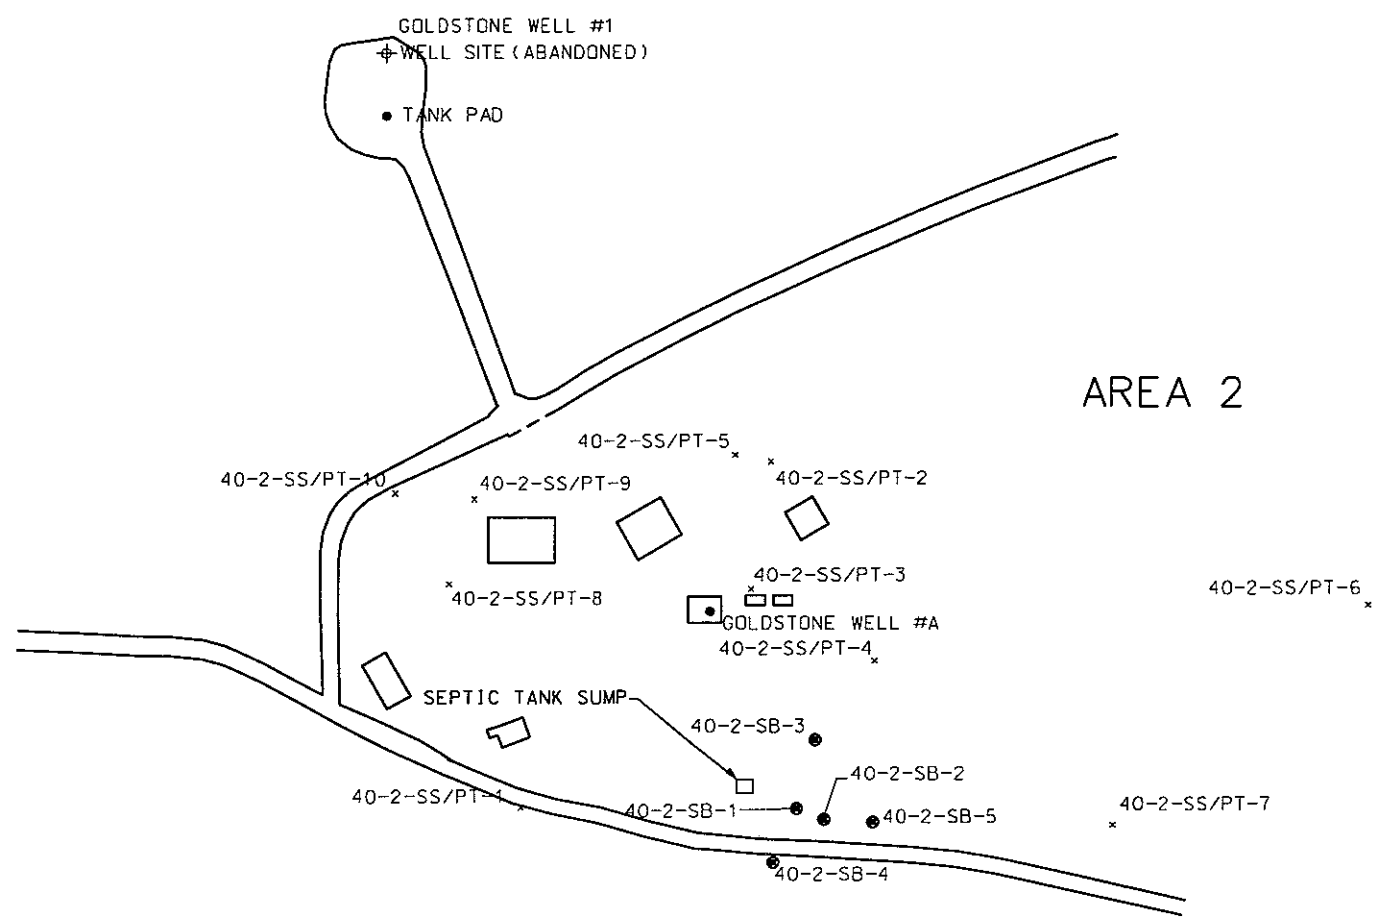 GOLDSTONE WELL #1
WELL SITE (ABANDONED)
TANK PAD
AREA 2
40-2-SS/PT-5
40-2-SS/PT-10
40-2-SS/PT-9
40-2-SS/PT-2
40-2-SS/PT-3
40-2-SS/PT-8
40-2-SS/PT-6
GOLDSTONE WELL #A
40-2-SS/PT-4
SEPTIC TANK SUMP
40-2-SB-3
40-2-SB-2
40-2-SS/PT-1
40-2-SB-1
40-2-SB-5
40-2-SS/PT-7
40-2-SB-4